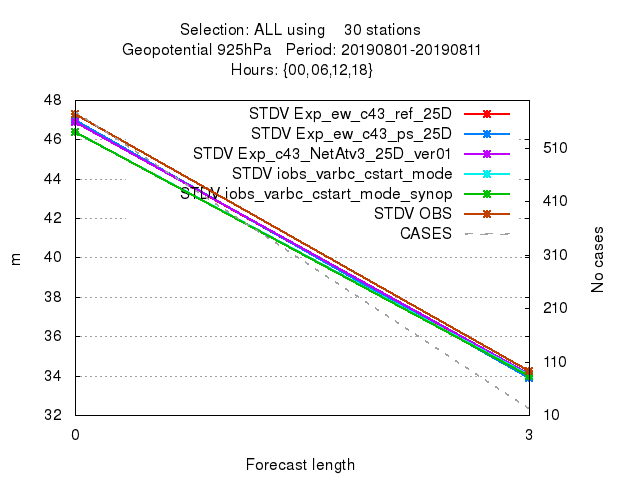 Selection: ALL using    30 stations
Geopotential 925hPa   Period: 20190801-20190811
Hours: {00,06,12,18}
48
46
44
42
40
38
36
34
32
m
STDV Exp_ew_c43_ref_25D
STDV Exp_ew_c43_ps_25D
STDV Exp_c43_NetAtv3_25D_ver01
STDV iobs_varbc_cstart_mode
STDV iobs_varbc_cstart_mode_synop
STDV OBS
CASES
510
410
310
210
110
10
No cases
0
3
Forecast length